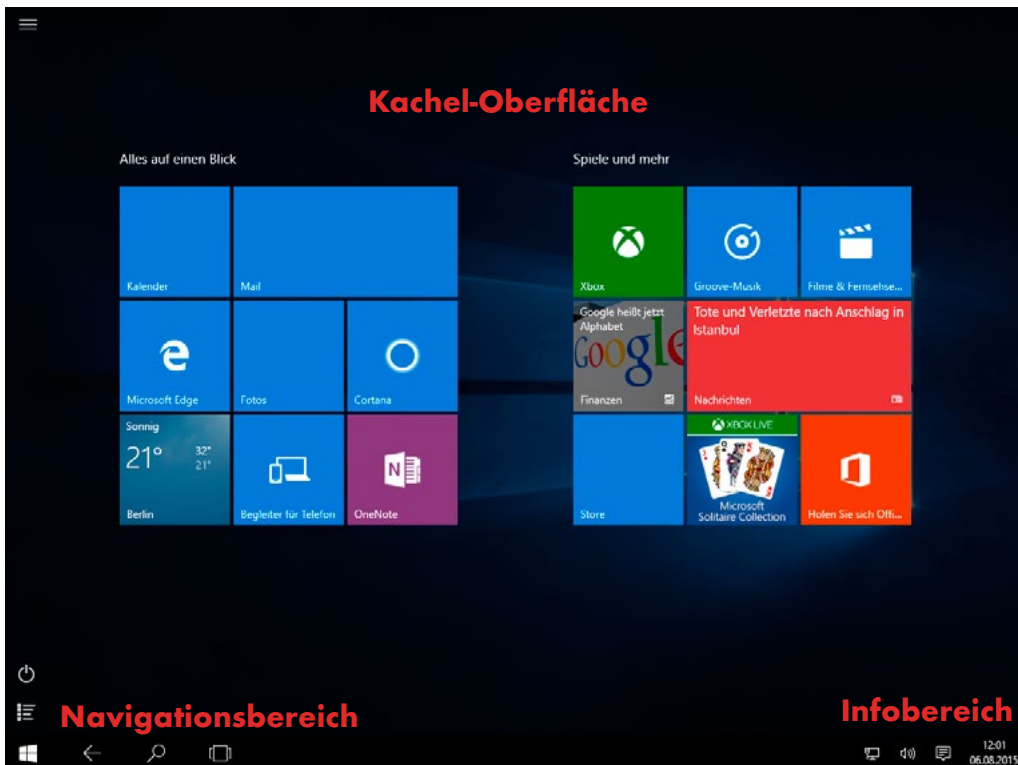 Kachel-Oberfläche
Alles auf einen Blick
Spiele und mehr
Kalender
Mail
Xbox
Groove-Musik
Filme & Fernsehse...
Microsoft Edge
Fotos
Cortana
Google heißt jetzt
Alphabet
Google
Finanzen
Tote und Verletzte nach Anschlag in
Istanbul
Nachrichten
Sonnig
21° 32°
21°
Berlin
Begleiter für Telefon
N
OneNote
Store
XBOX LIVE
Microsoft
Solitaire Collection
Holen Sie sich Offi...
Navigationsbereich
Infobereich
12:01
06.08.2015